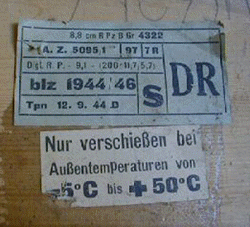 8,8 cm R Pz B Gr 4322
A. Z. 5095,1 9T 7R
Dgl. R. P. - 9,1 - (200-11,7/5,7)
blz 1944 46 S DR
Tpn 12. 9. 44 D
Nur verschießen bei
Außentemperaturen von
-5°C bis + 50°C